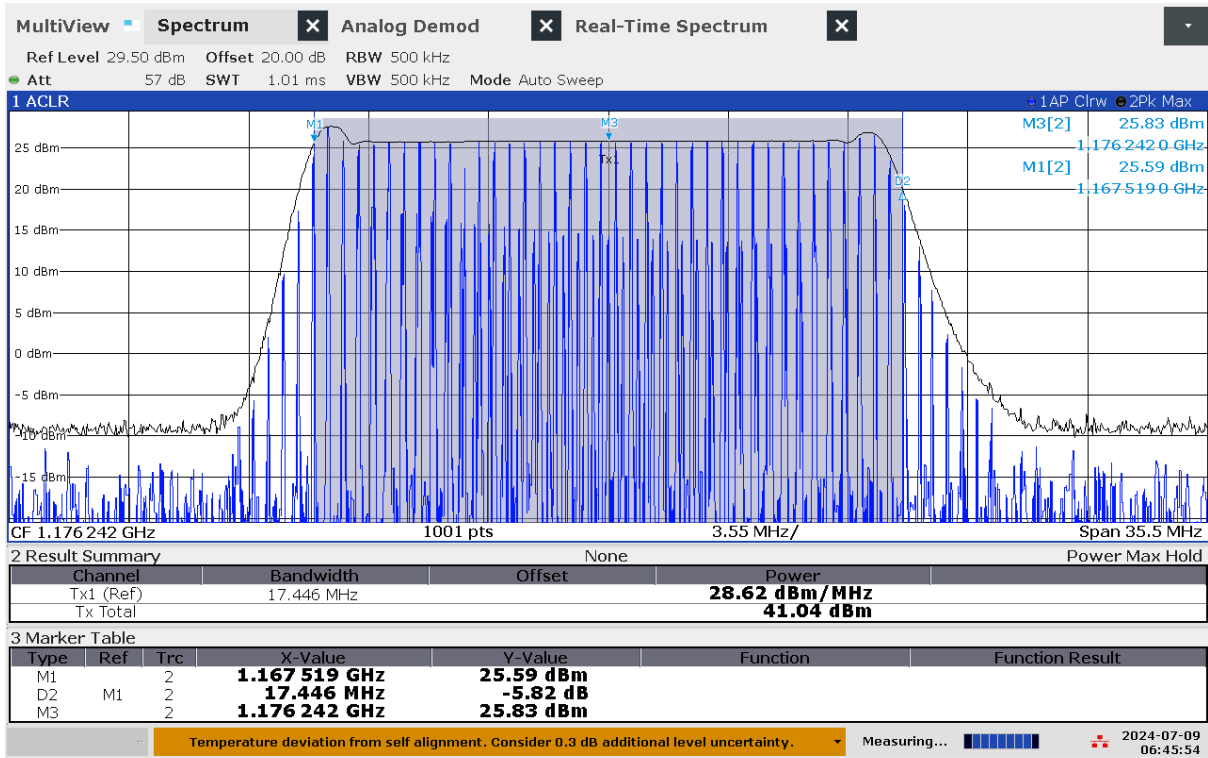 MultiView Spectrum X Analog Demod X Real-Time Spectrum X
Ref Level 29.50 dBm Offset 20.00 dB RBW 500 kHz
Att 57 dB SWT 1.01 ms VBW 500 kHz Mode Auto Sweep
1 ACLR 1AP Clrw 2Pk Max
M3[2] 25.83 dBm
1.176 242 0 GHz
M1[2] 25.59 dBm
1.167 519 0 GHz
M1
M3
Tx1
D2
25 dBm
20 dBm
15 dBm
10 dBm
5 dBm
0 dBm
-5 dBm
-10 dBm
-15 dBm
CF 1.176 242 GHz 1001 pts 3.55 MHz/ Span 35.5 MHz
2 Result Summary None Power Max Hold
Channel Bandwidth Offset Power
Tx1 (Ref) 17.446 MHz 28.62 dBm/MHz
Tx Total 41.04 dBm
3 Marker Table
Type Ref Trc X-Value Y-Value Function Function Result
M1 2 1.167 519 GHz 25.59 dBm
D2 M1 2 17.446 MHz -5.82 dB
M3 2 1.176 242 GHz 25.83 dBm
Temperature deviation from self alignment. Consider 0.3 dB additional level uncertainty. Measuring... 2024-07-09
06:45:54